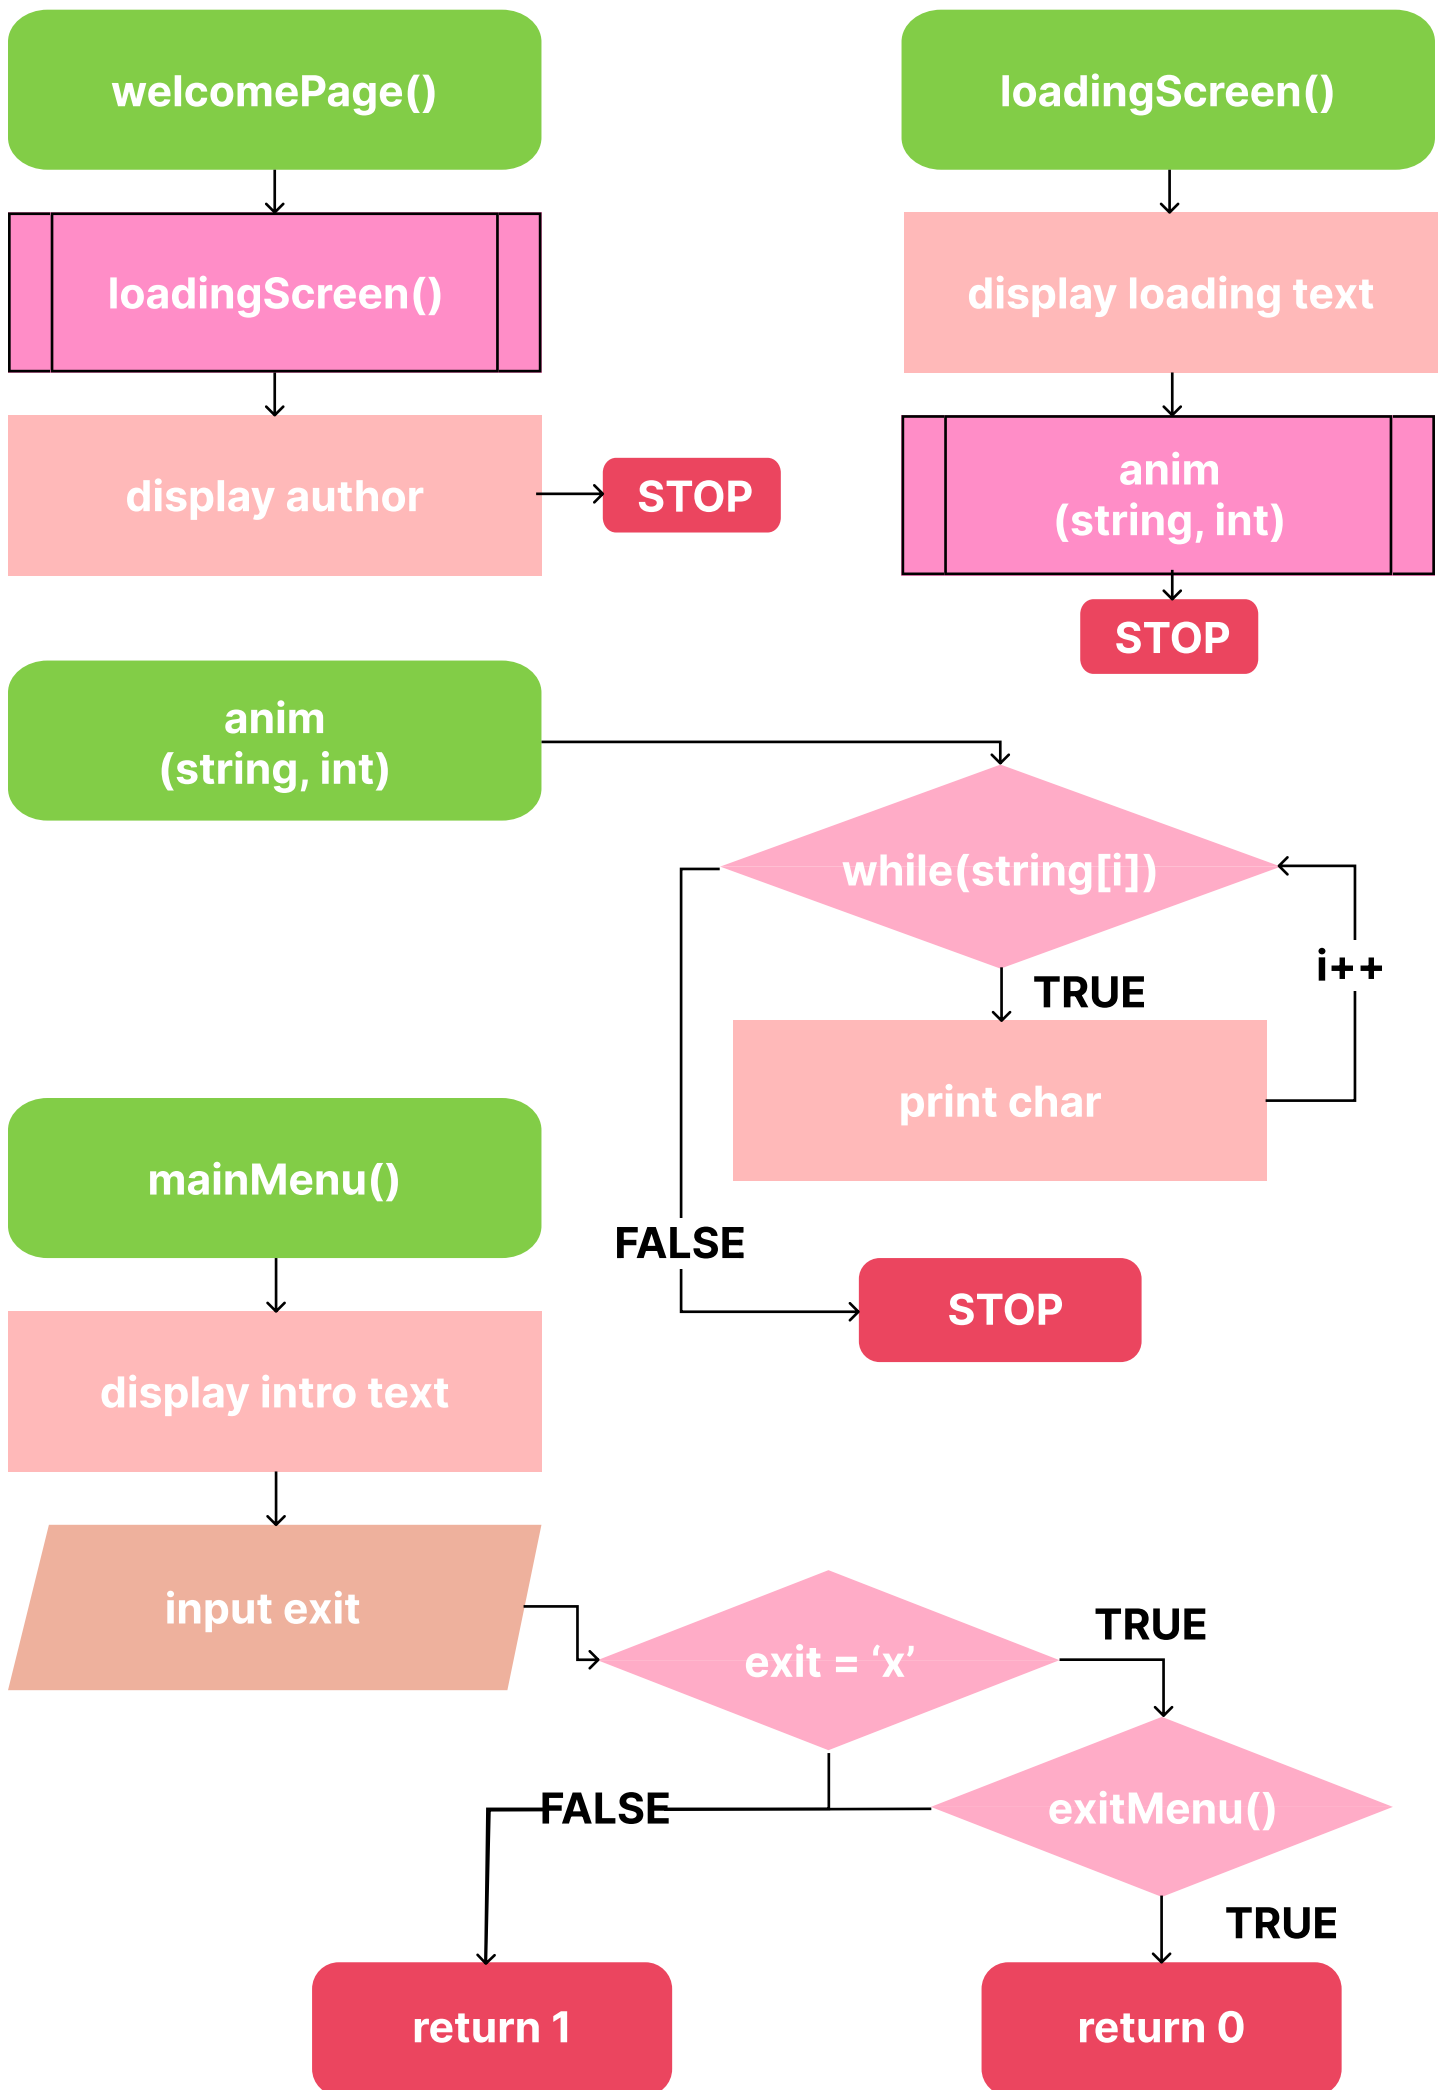 welcomePage()
loadingScreen()
display author
STOP
loadingScreen()
display loading text
anim
(string, int)
STOP
anim
(string, int)
while(string[i])
TRUE
i++
print char
FALSE
STOP
mainMenu()
display intro text
input exit
exit = ‘x’
TRUE
exitMenu()
FALSE
TRUE
return 1
return 0